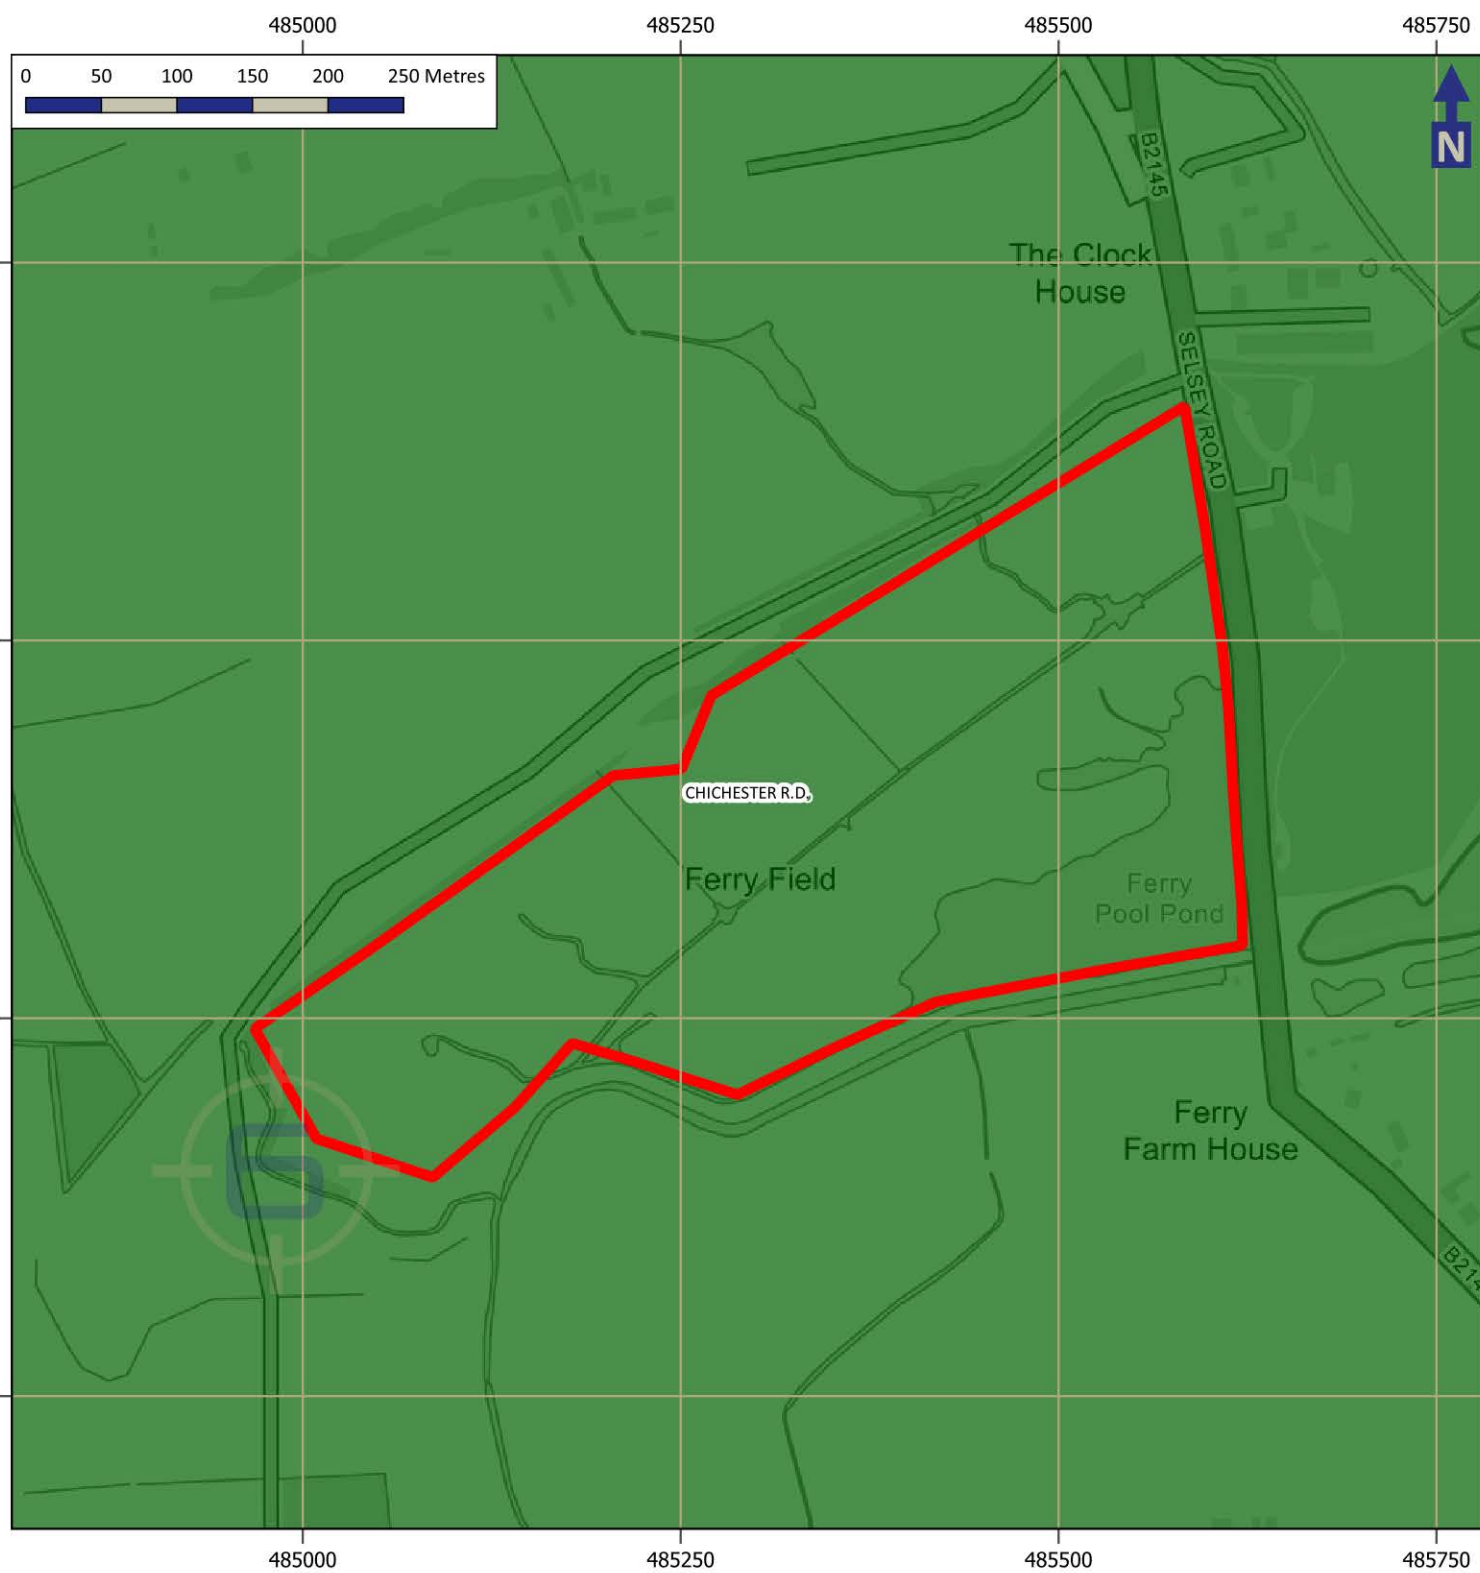 485000 485250 485500 485750
0 50 100 150 200 250 Metres
N
B2145
The Clock
House
SELSEY ROAD
CHICHESTER R.D.
Ferry Field
Ferry
Pool Pond
Ferry
Farm House
B214
485000 485250 485500 485750